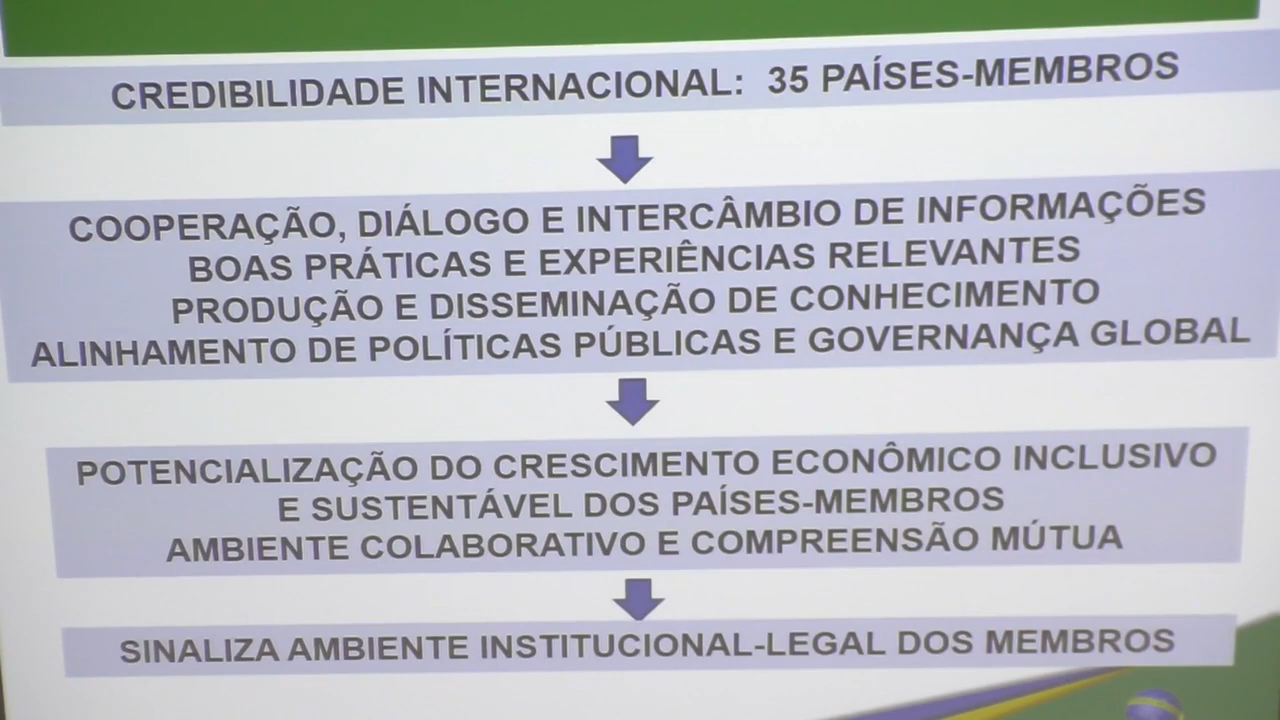 CREDIBILIDADE INTERNACIONAL: 35 PAÍSES-MEMBROS
COOPERAÇÃO, DIÁLOGO E INTERCÂMBIO DE INFORMAÇÕES
BOAS PRÁTICAS E EXPERIÊNCIAS RELEVANTES
PRODUÇÃO E DISSEMINAÇÃO DE CONHECIMENTO
ALINHAMENTO DE POLÍTICAS PÚBLICAS E GOVERNANÇA GLOBAL
POTENCIALIZAÇÃO DO CRESCIMENTO ECONÔMICO INCLUSIVO
E SUSTENTÁVEL DOS PAÍSES-MEMBROS
AMBIENTE COLABORATIVO E COMPREENSÃO MÚTUA
SINALIZA AMBIENTE INSTITUCIONAL-LEGAL DOS MEMBROS